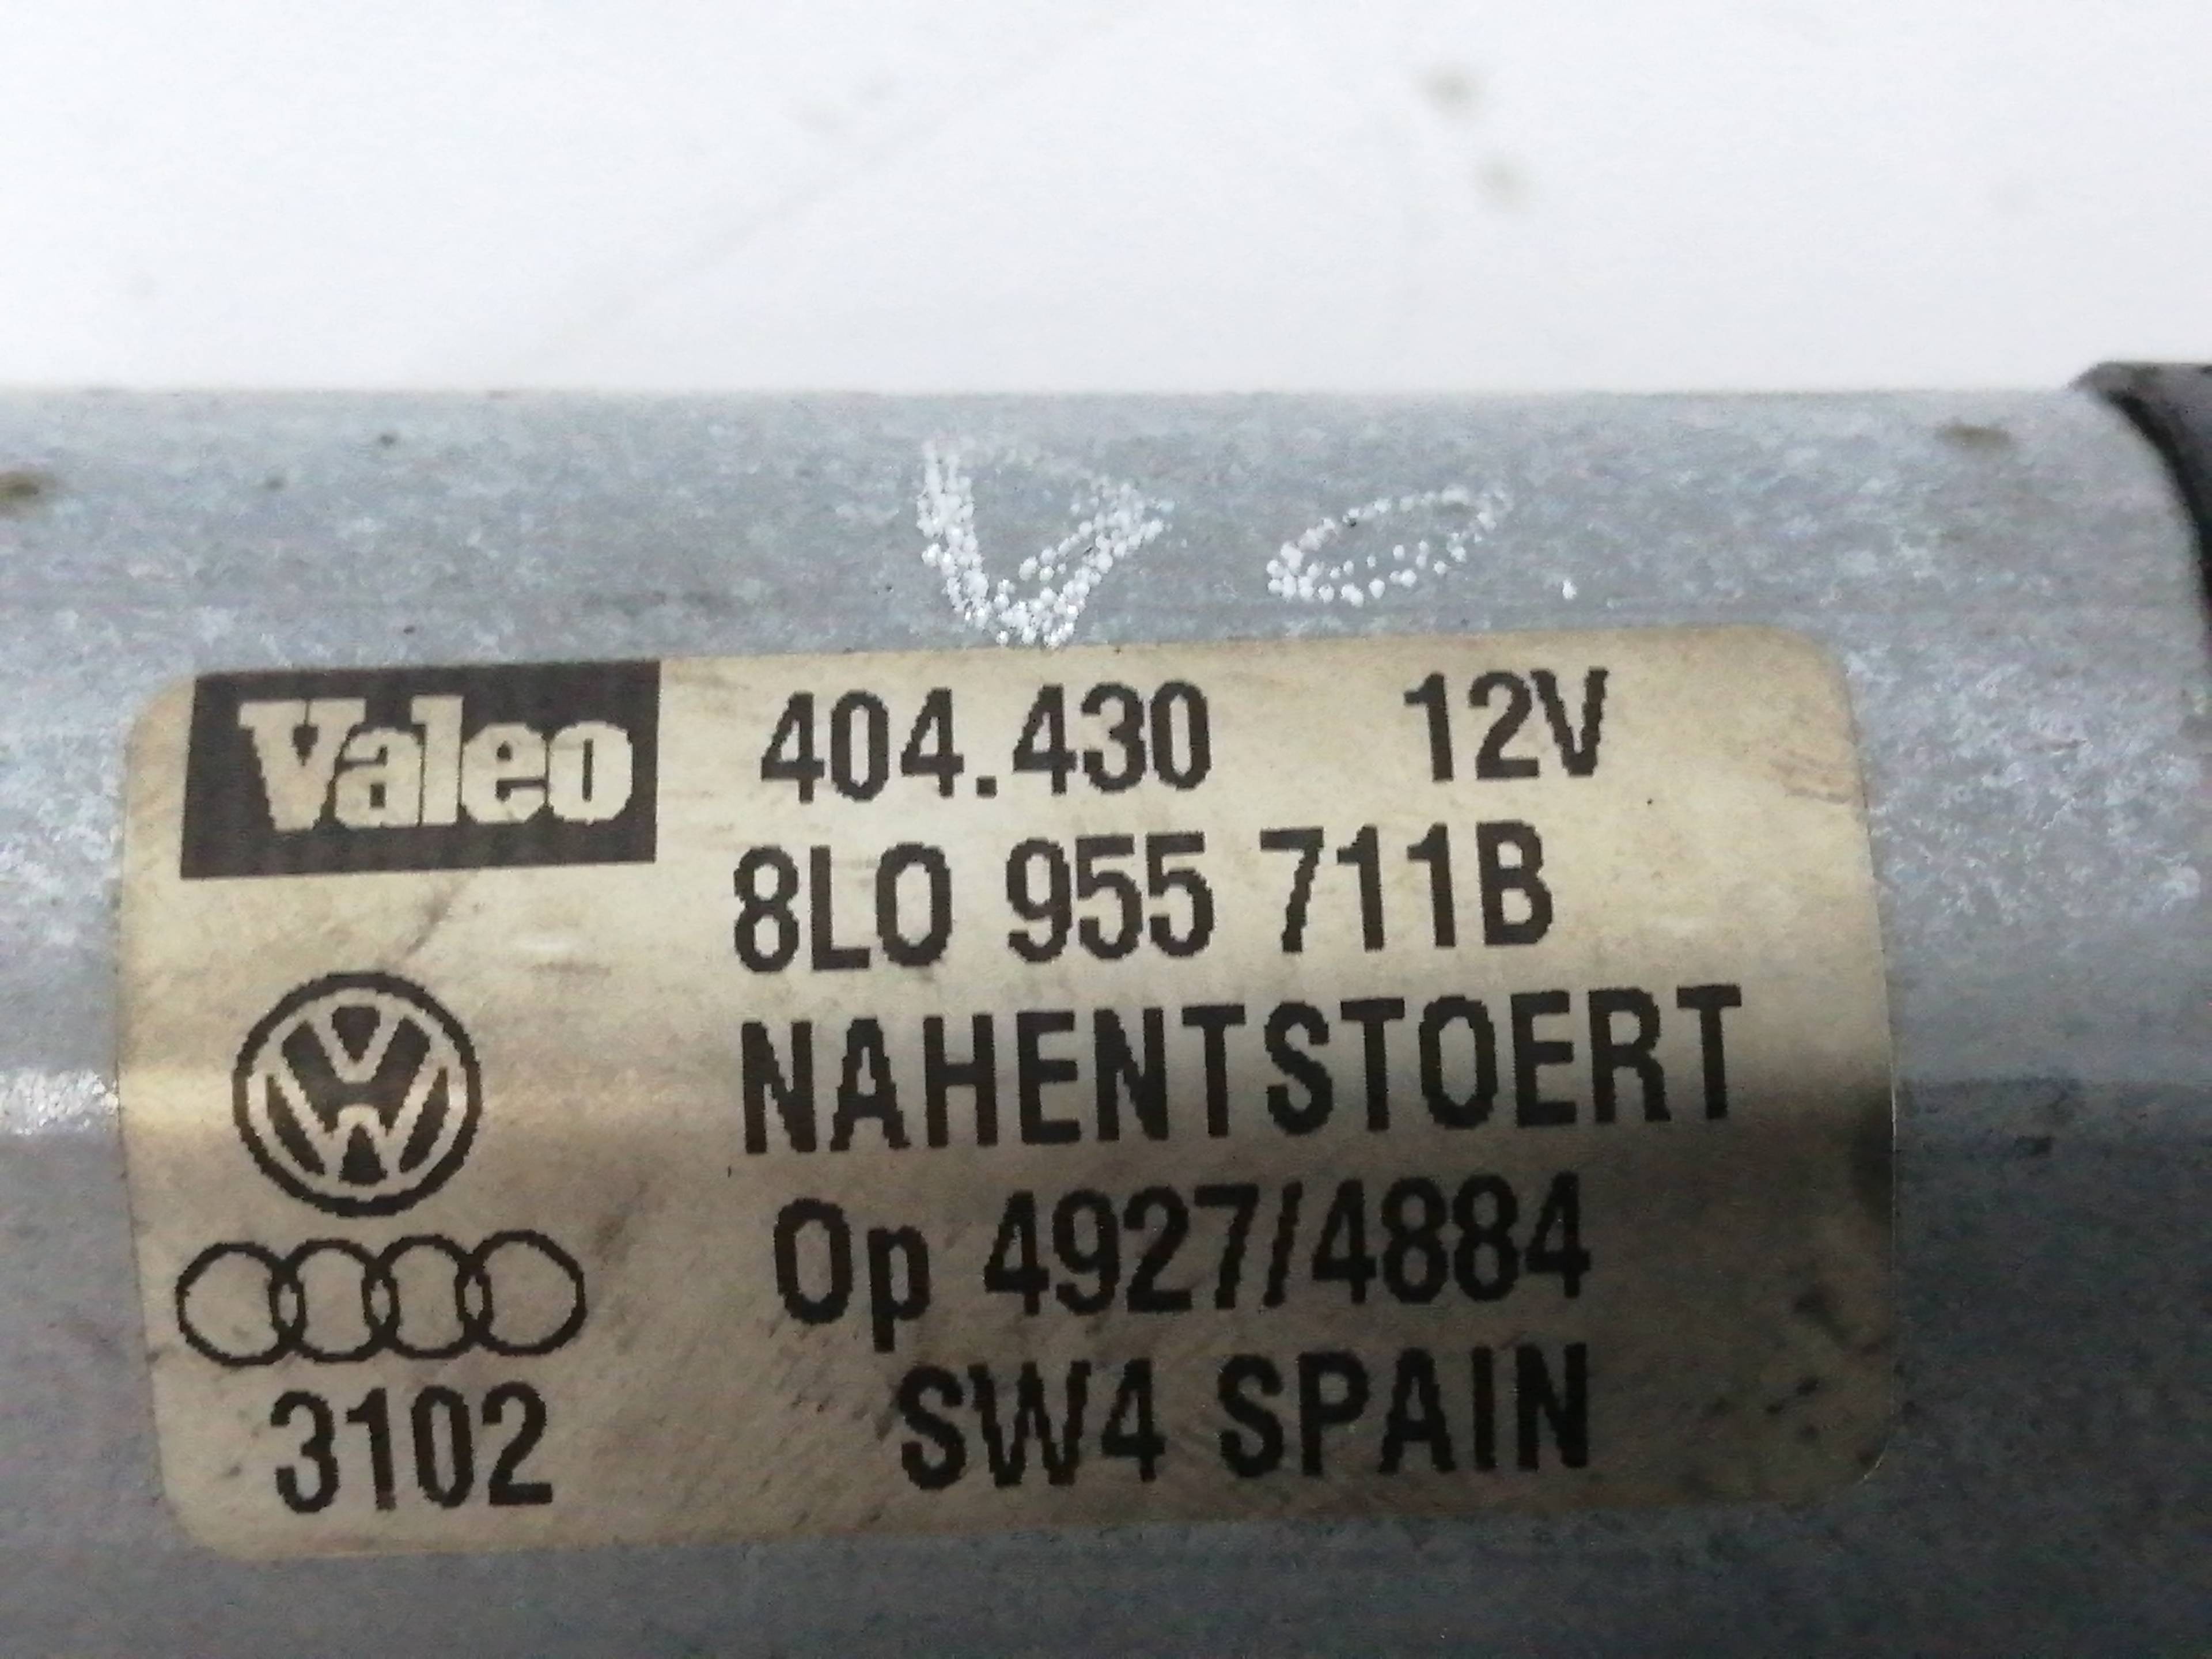 Valeo 404.430 12V
8L0 955 711B
NAHENTSTOERT
Op 4927/4884
3102 SW4 SPAIN